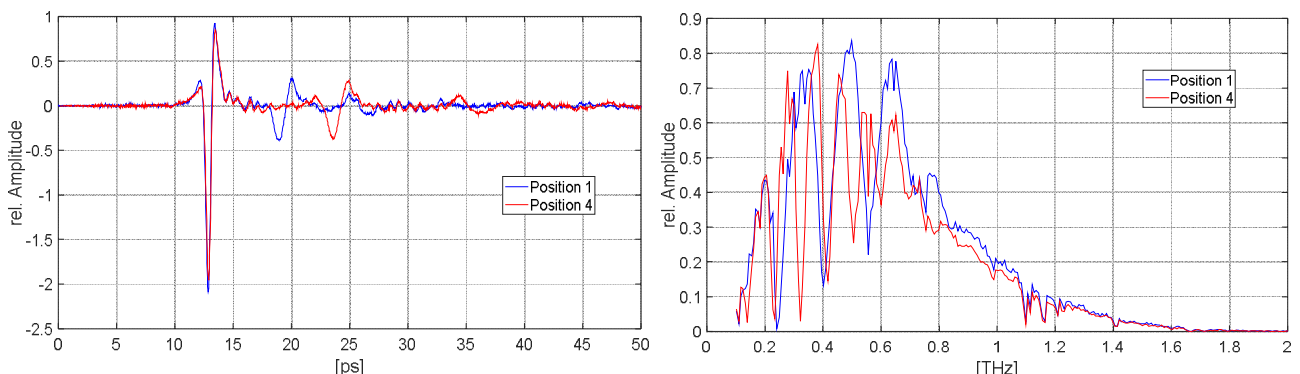 1
0.5
0
-0.5
-1
-1.5
-2
-2.5
rel. Amplitude
0 5 10 15 20 25 30 35 40 45 50
[ps]
Position 1
Position 4
0.9
0.8
0.7
0.6
0.5
0.4
0.3
0.2
0.1
0
rel. Amplitude
0 0.2 0.4 0.6 0.8 1 1.2 1.4 1.6 1.8 2
[THz]
Position 1
Position 4